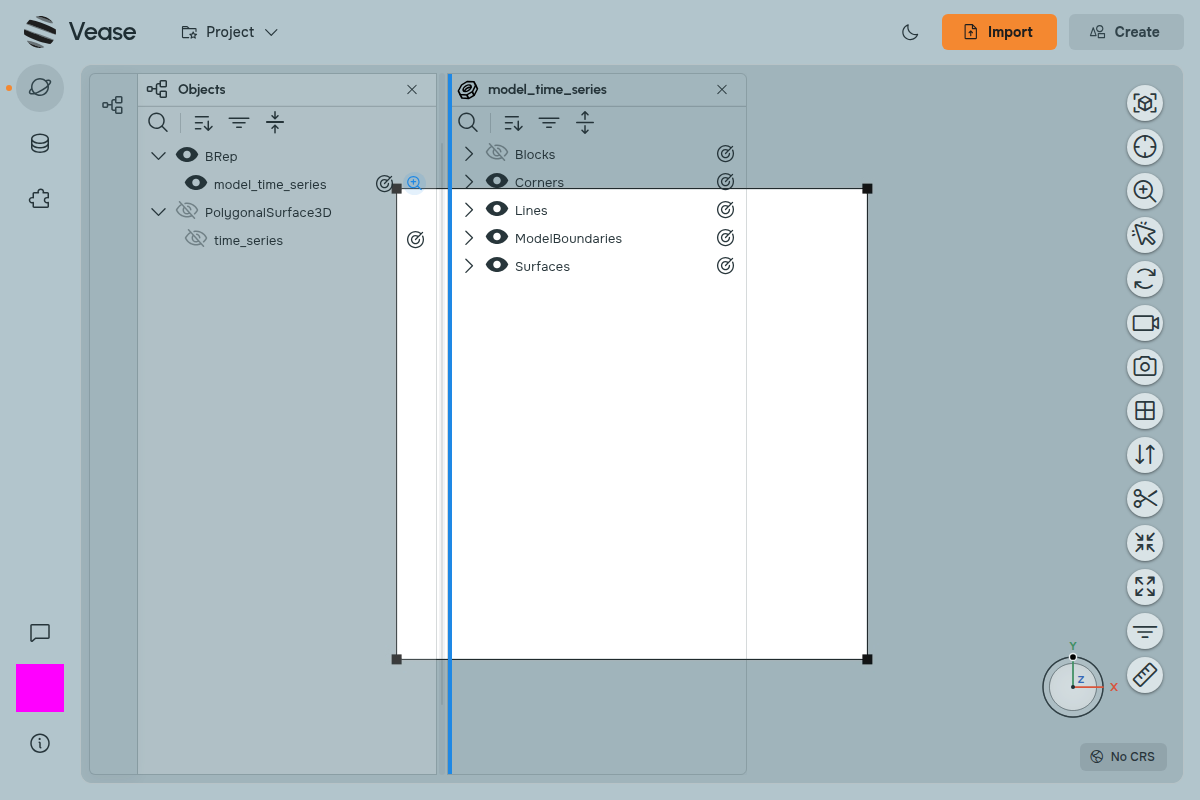 Vease
Project
Import
Create
Objects
model_time_series
BRep
model_time_series
PolygonalSurface3D
time_series
Blocks
Corners
Lines
ModelBoundaries
Surfaces
Y
Z
X
No CRS